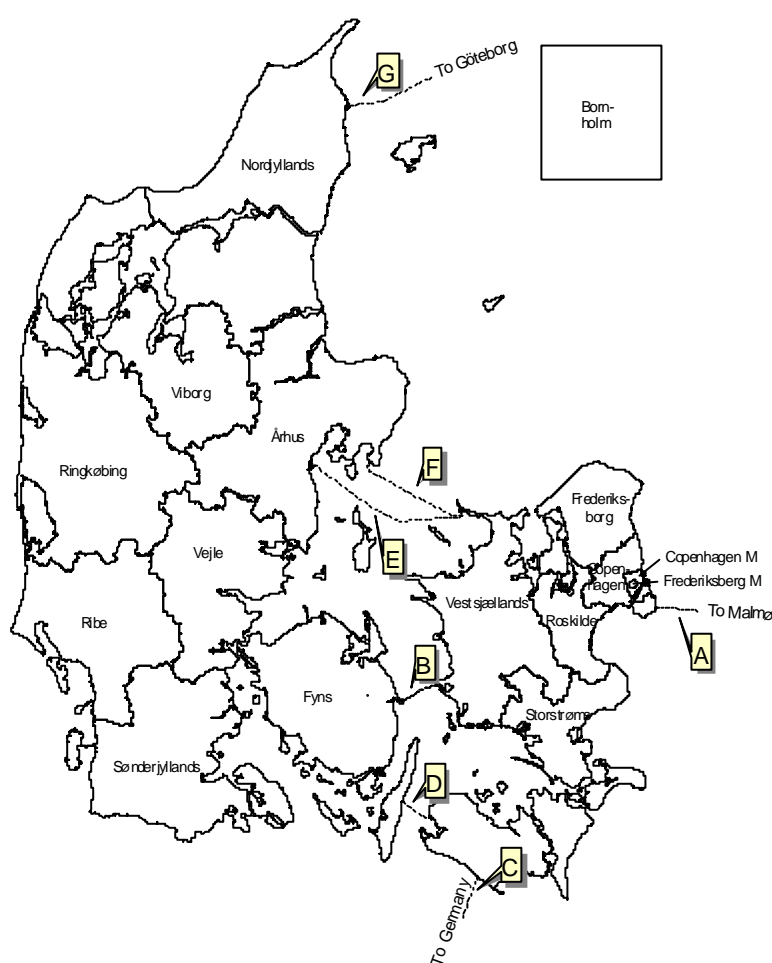 To Göteborg
G
Born-
holm
Nordjyllands
Viborg
Århus
F
Ringkøbing
Frederiks-
borg
E
Vejle
Copenhagen M
Copen-
hagen
Frederiksberg M
Vestsjællands
To Malmø
Ribe
Roskilde
A
B
Fyns
Storstrøms
Sønderjyllands
D
C
To Germany